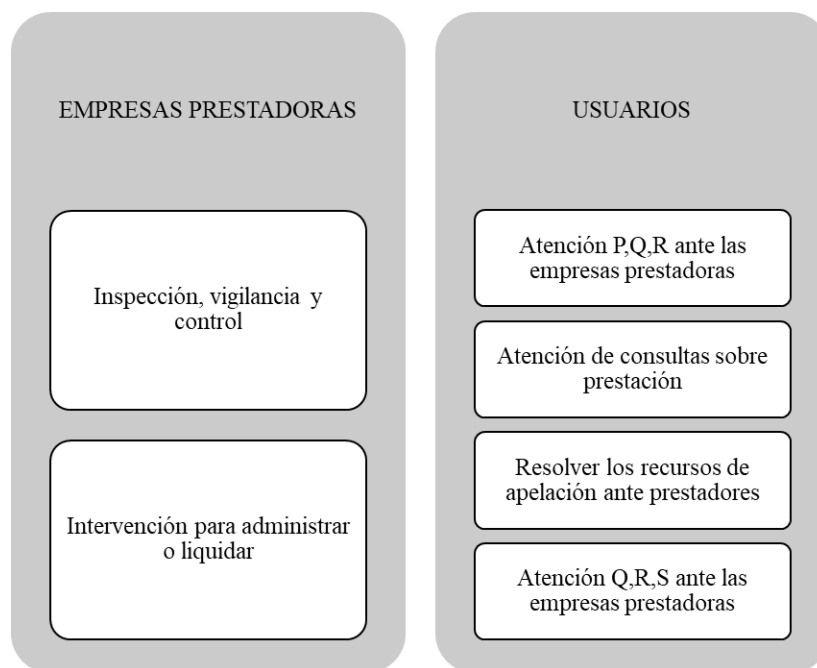 EMPRESAS PRESTADORAS
Inspección, vigilancia y
control
Intervención para administrar
o liquidar
USUARIOS
Atención P,Q,R ante las
empresas prestadoras
Atención de consultas sobre
prestación
Resolver los recursos de
apelación ante prestadores
Atención Q,R,S ante las
empresas prestadoras